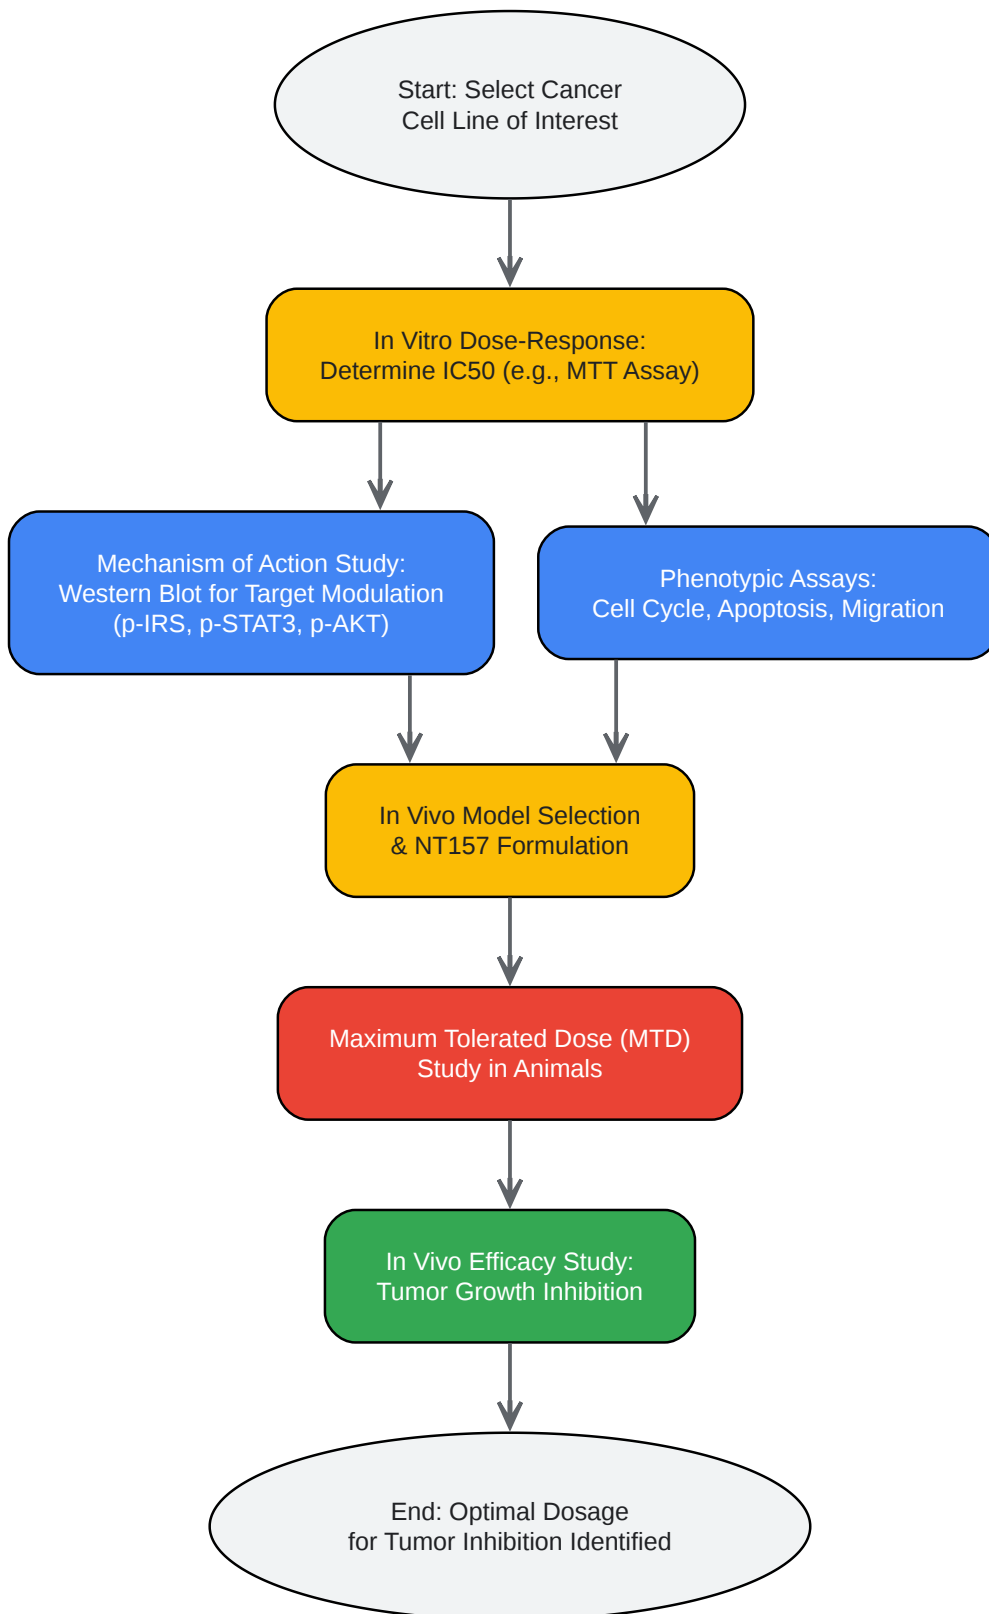 Start: Select Cancer
Cell Line of Interest
In Vitro Dose-Response:
Determine IC50 (e.g., MTT Assay)
Mechanism of Action Study:
Western Blot for Target Modulation
(p-IRS, p-STAT3, p-AKT)
Phenotypic Assays:
Cell Cycle, Apoptosis, Migration
In Vivo Model Selection
& NT157 Formulation
Maximum Tolerated Dose (MTD)
Study in Animals
In Vivo Efficacy Study:
Tumor Growth Inhibition
End: Optimal Dosage
for Tumor Inhibition Identified